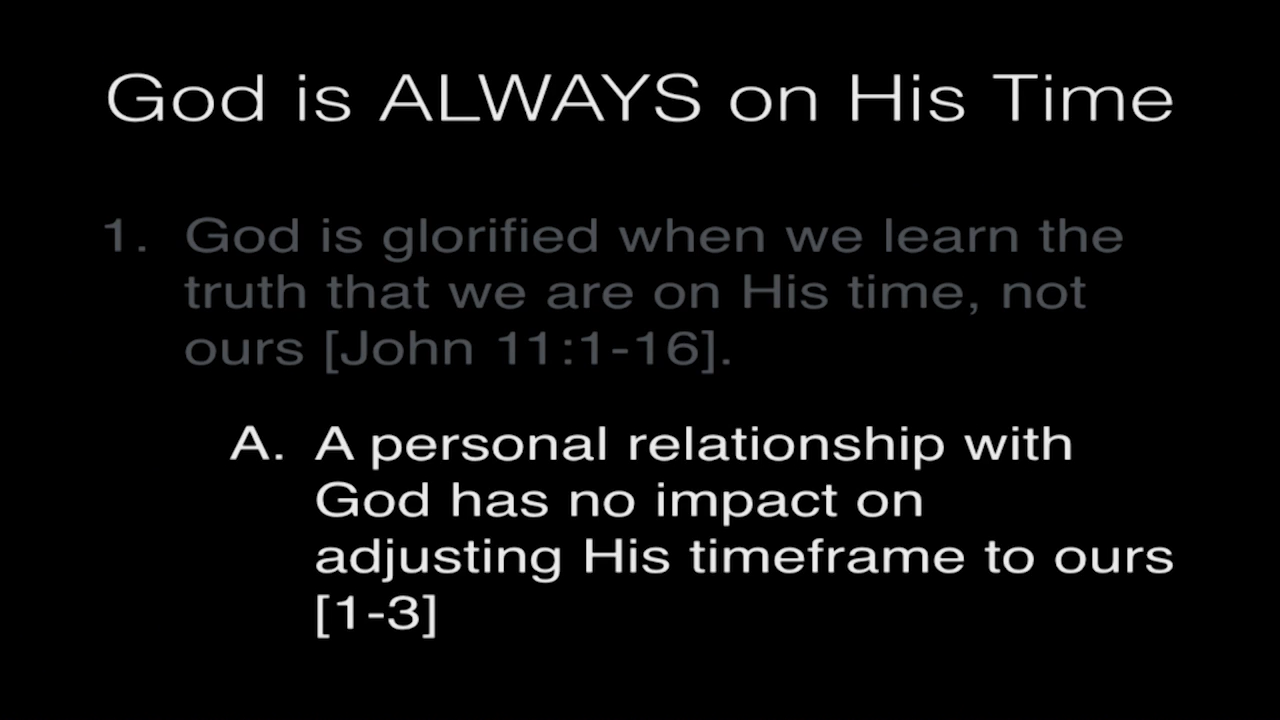 God is ALWAYS on His Time
1. God is glorified when we learn the
truth that we are on His time, not
ours [John 11:1-16].
A. A personal relationship with
God has no impact on
adjusting His timeframe to ours
[1-3]